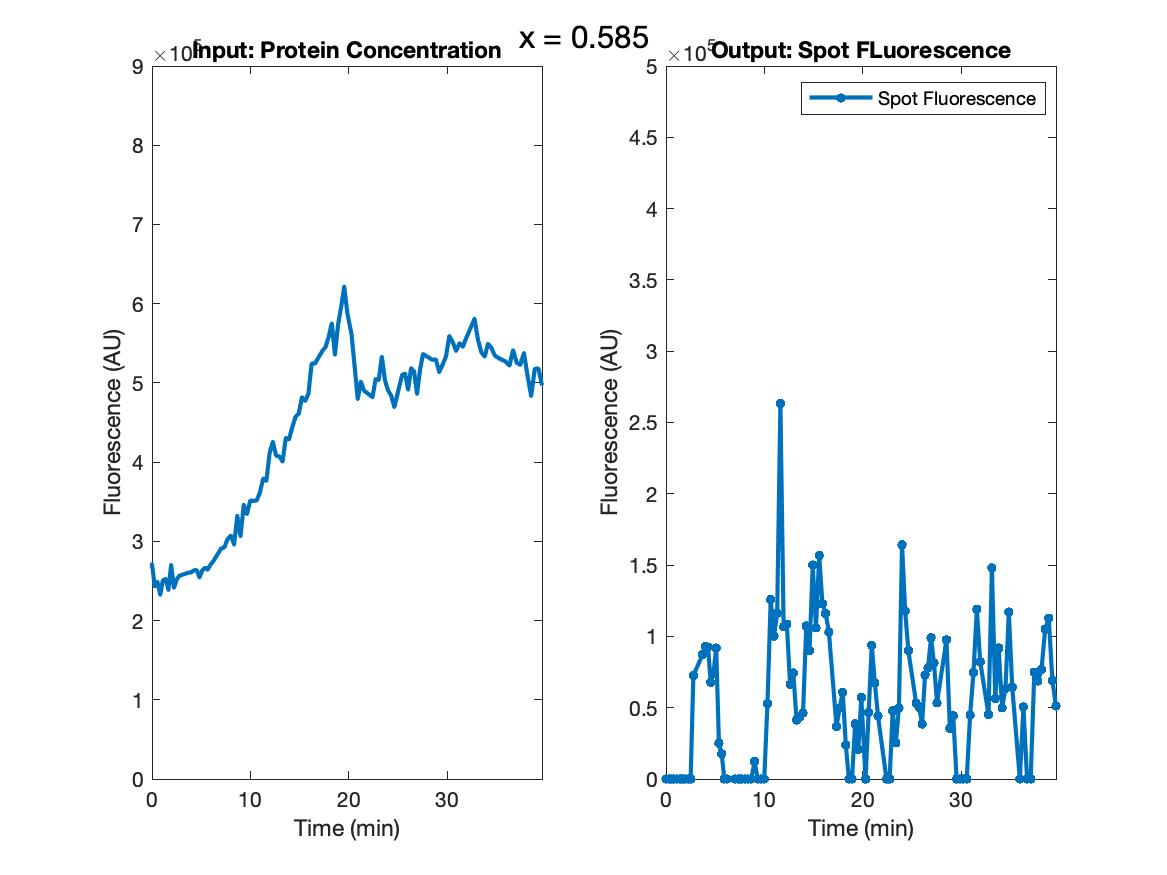 x = 0.585
×10⁵
Input: Protein Concentration
9
8
7
6
5
4
3
2
1
0
0 10 20 30
Fluorescence (AU)
Time (min)
×10⁵
Output: Spot FLuorescence
Spot Fluorescence
5
4.5
4
3.5
3
2.5
2
1.5
1
0.5
0
0 10 20 30
Fluorescence (AU)
Time (min)